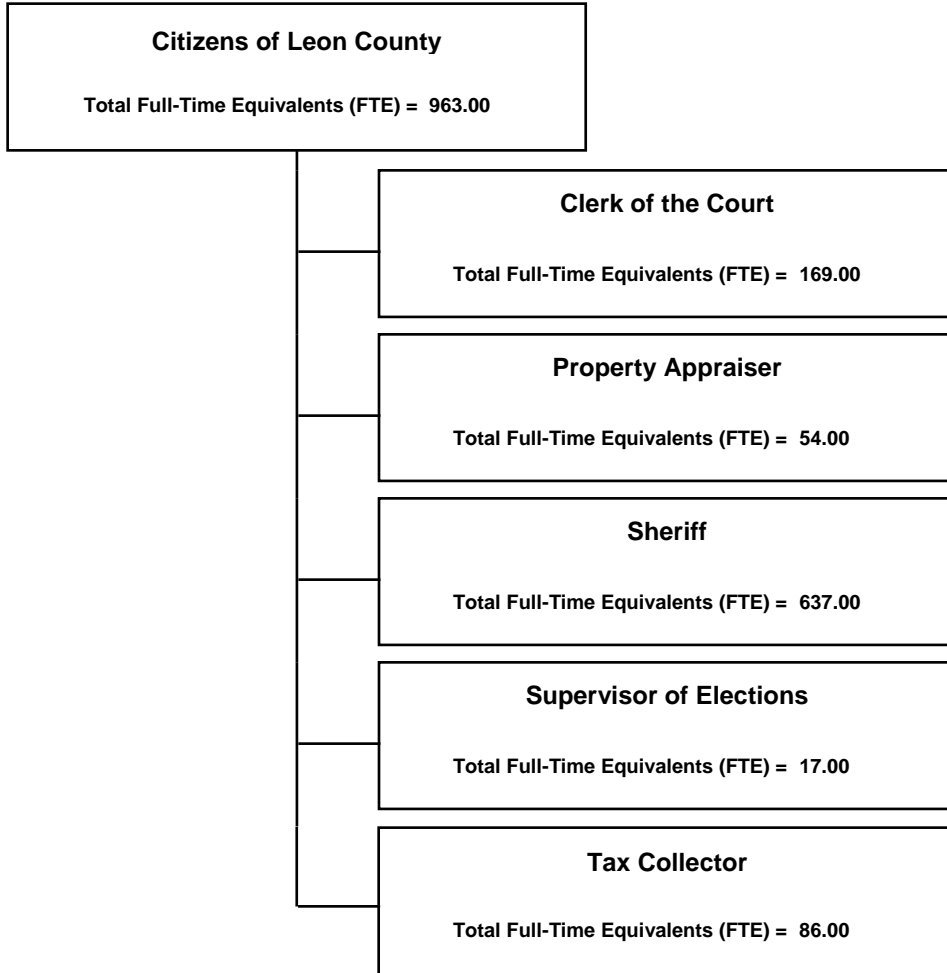 Citizens of Leon County
Total Full-Time Equivalents (FTE) = 963.00
Clerk of the Court
Total Full-Time Equivalents (FTE) = 169.00
Property Appraiser
Total Full-Time Equivalents (FTE) = 54.00
Sheriff
Total Full-Time Equivalents (FTE) = 637.00
Supervisor of Elections
Total Full-Time Equivalents (FTE) = 17.00
Tax Collector
Total Full-Time Equivalents (FTE) = 86.00